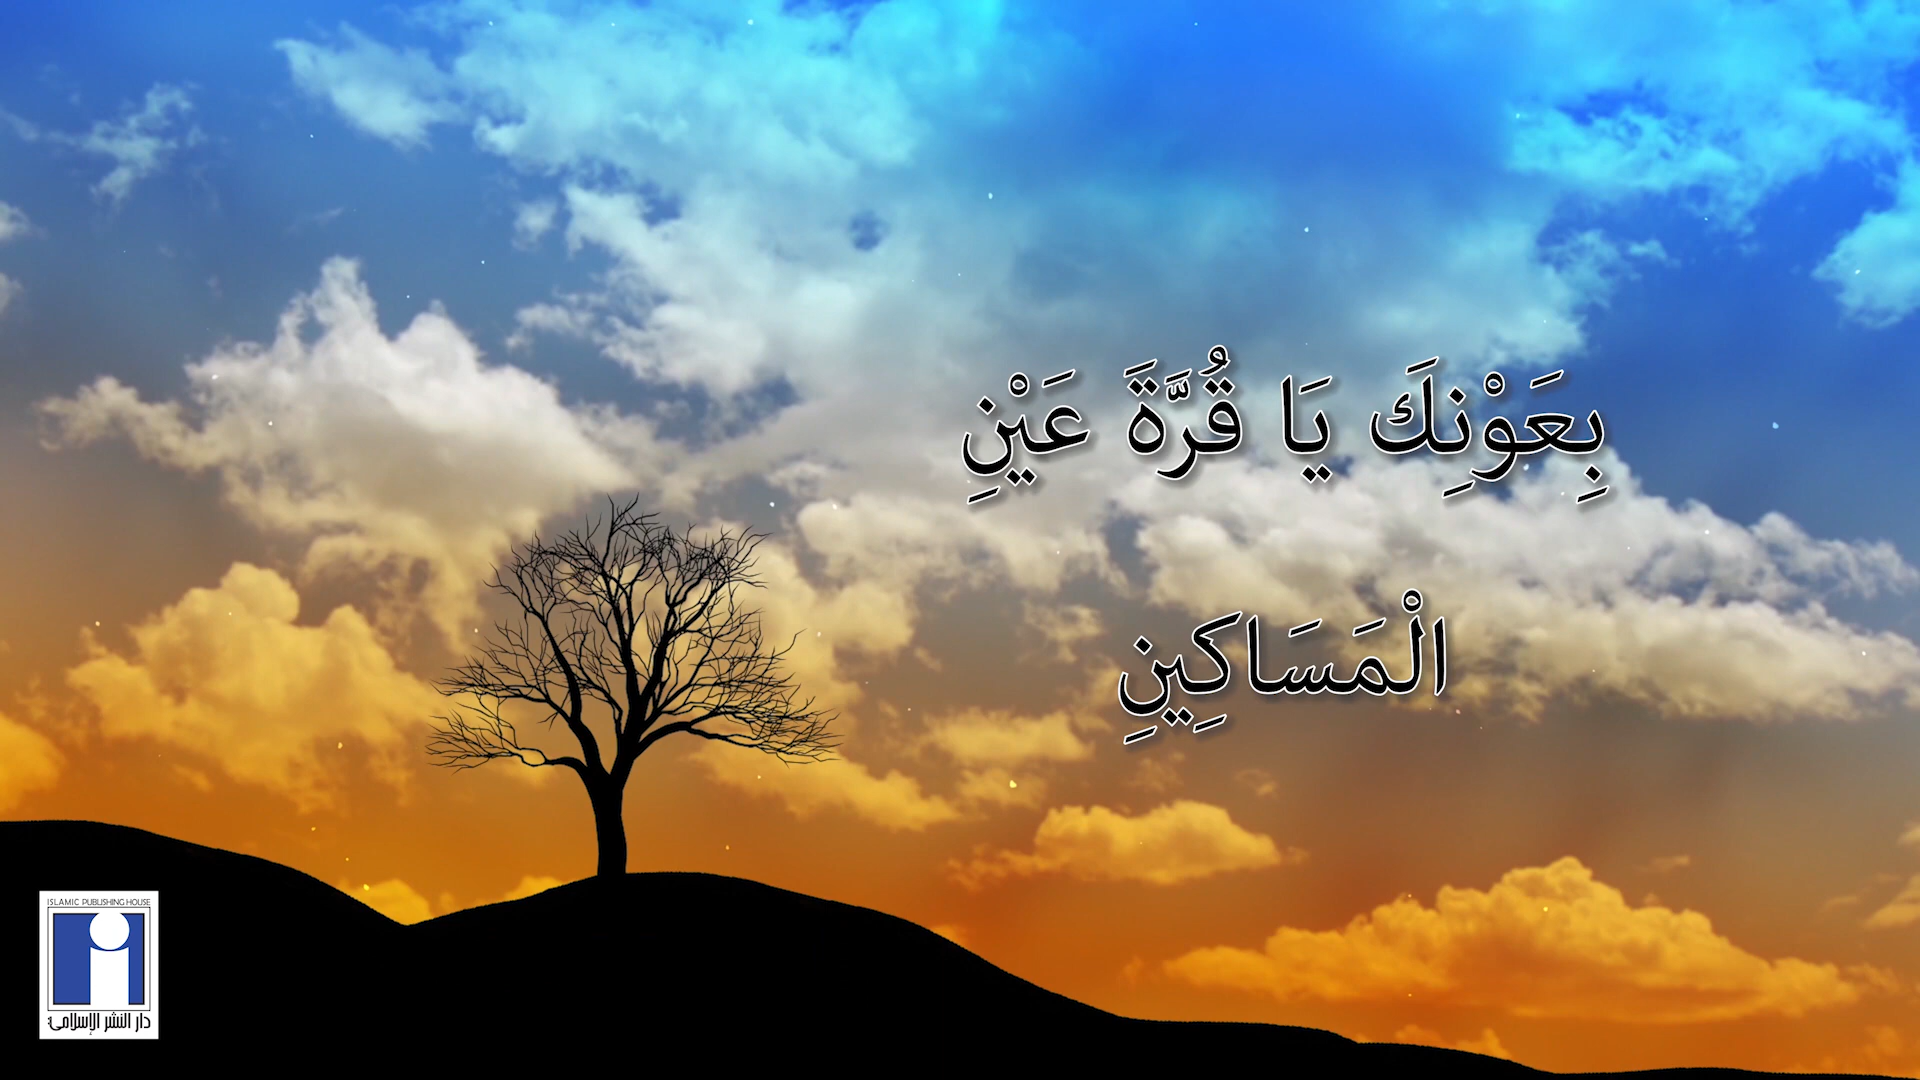 بِعَوْنِكَ يَا قُرَّةَ عَيْنِ
الْمَسَاكِينِ
ISLAMIC PUBLISHING HOUSE
دار النشر الإسلامي